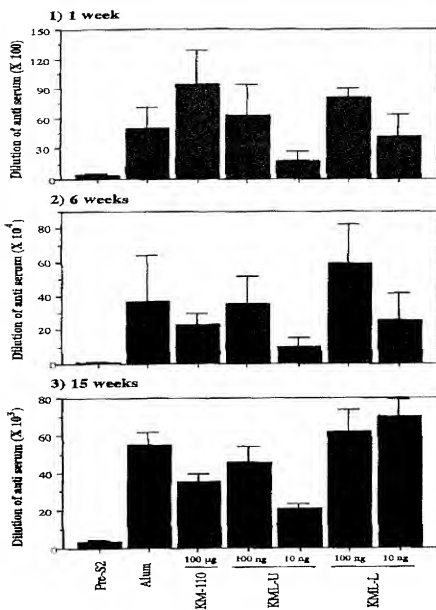 1) 1 week
Dilution of anti serum (X 100)
150
120
90
60
30
0
2) 6 weeks
Dilution of anti serum (X 10⁴)
80
60
40
20
0
3) 15 weeks
Dilution of anti serum (X 10³)
80
60
40
20
0
100 µg
100 ng
10 ng
100 ng
10 ng
Pre-S2
Alum
KM-110
KML-U
KML-L